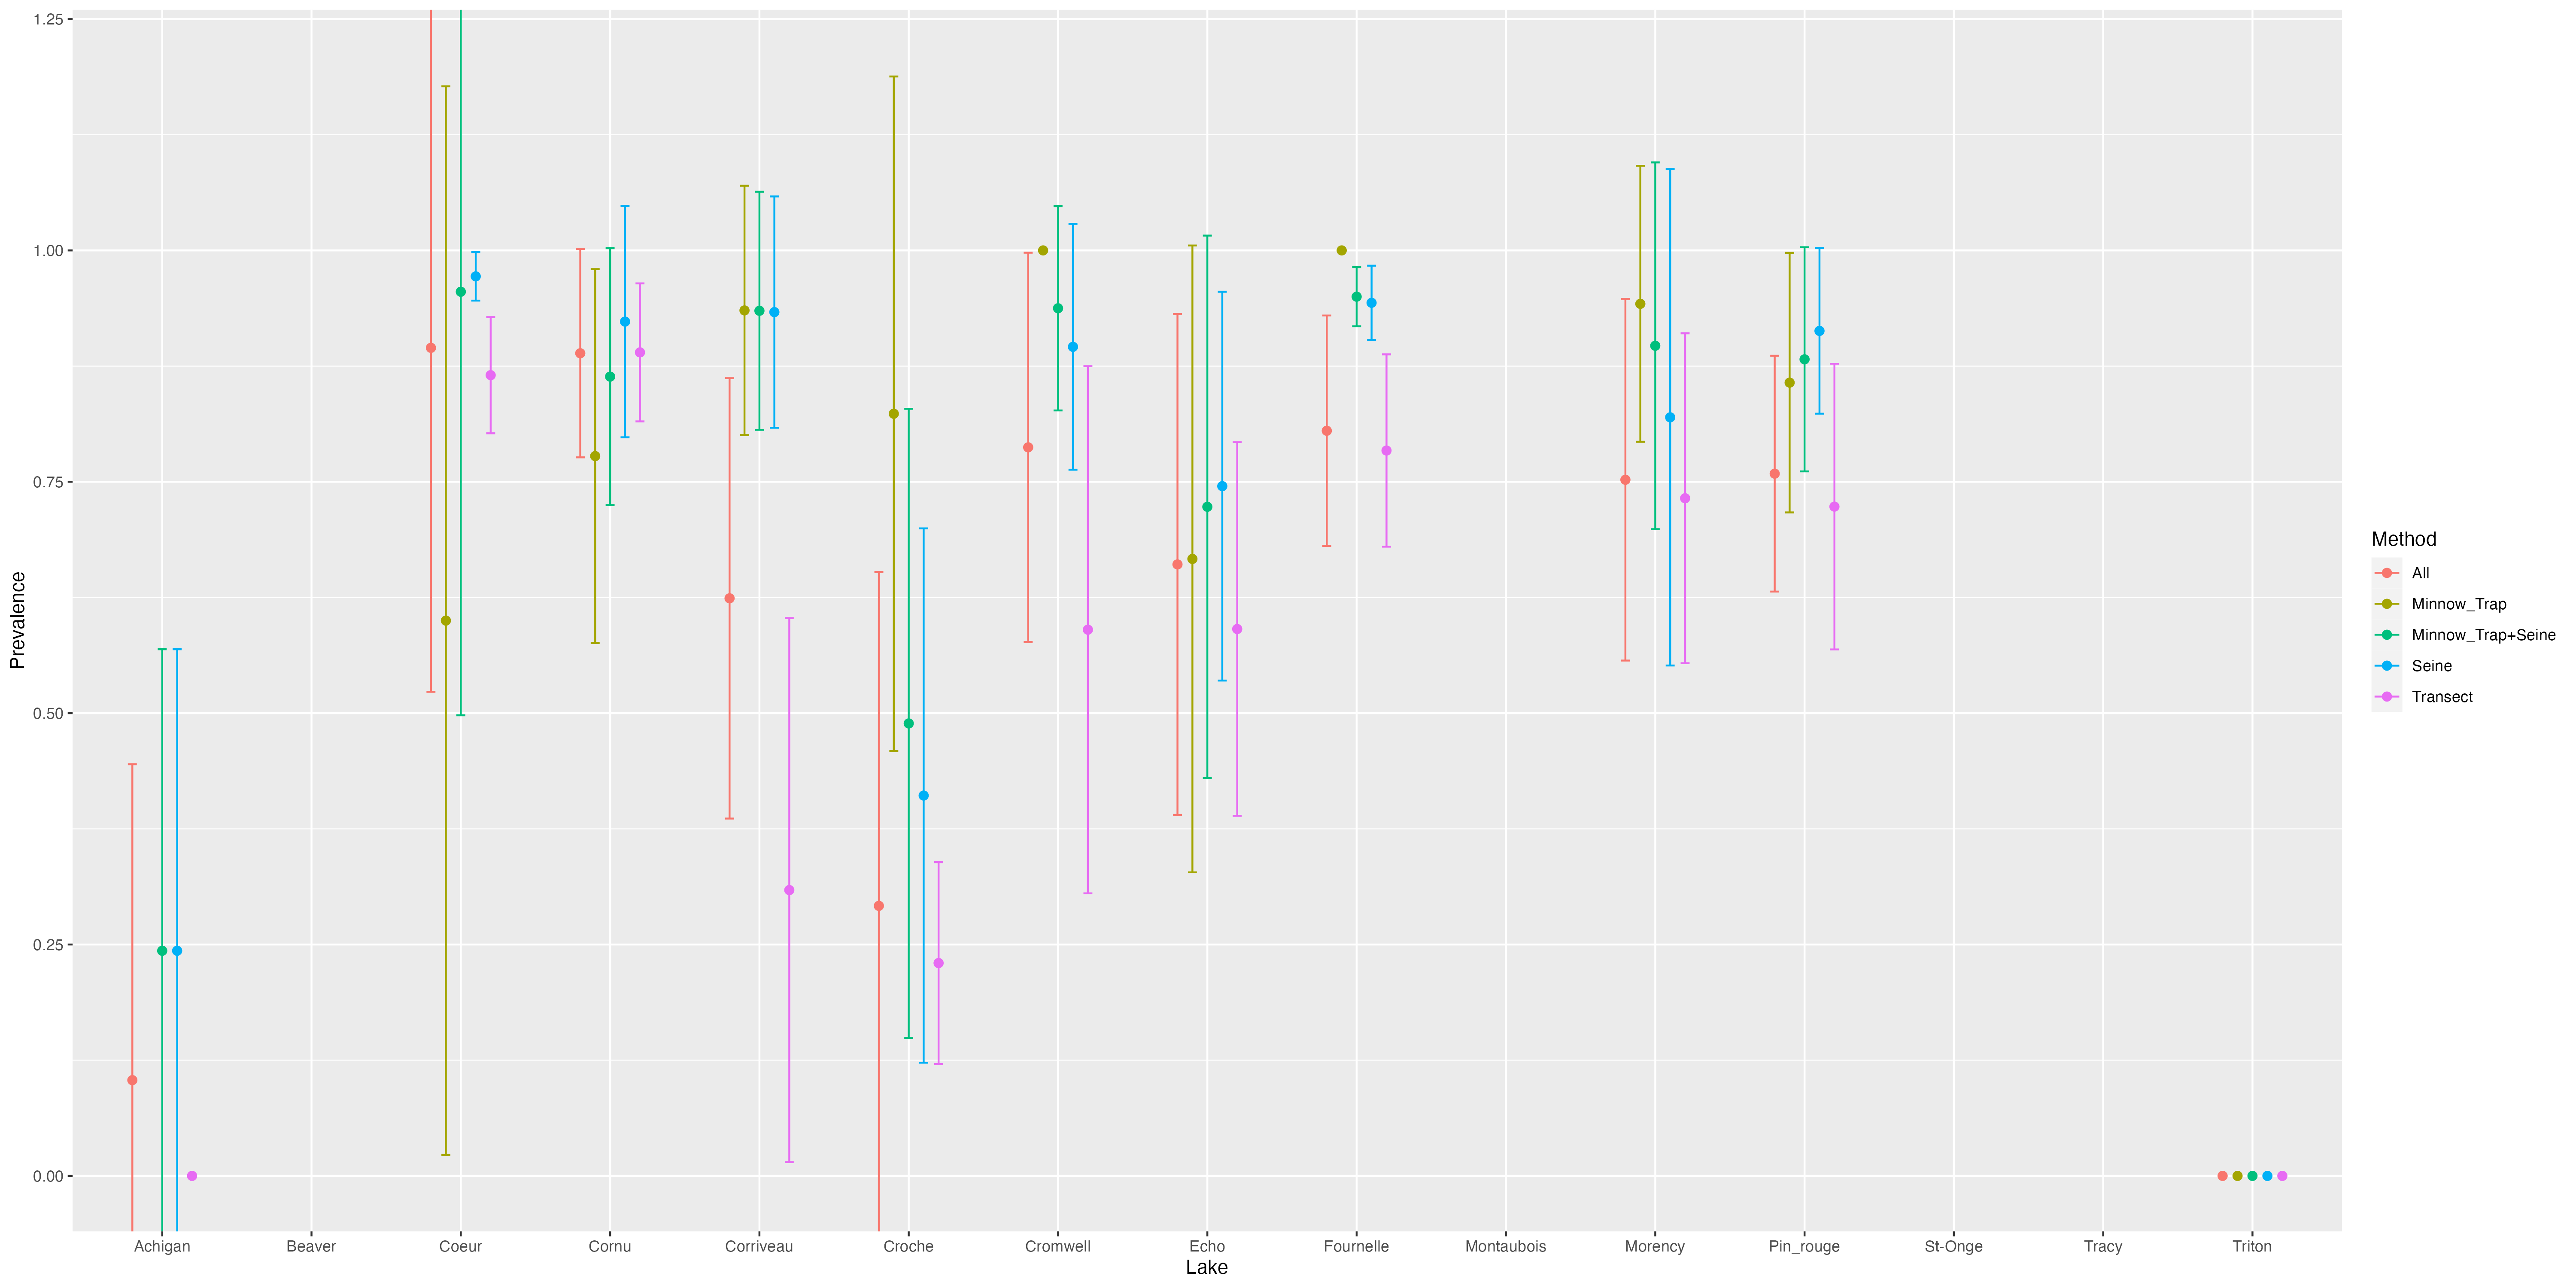 1.25
1.00
0.75
0.50
0.25
0.00
Prevalence
Achigan Beaver Coeur Cornu Corriveau Croche Cromwell Echo Fournelle Montaubois Morency Pin_rouge St-Onge Tracy Triton
Lake
Method
All
Minnow_Trap
Minnow_Trap+Seine
Seine
Transect